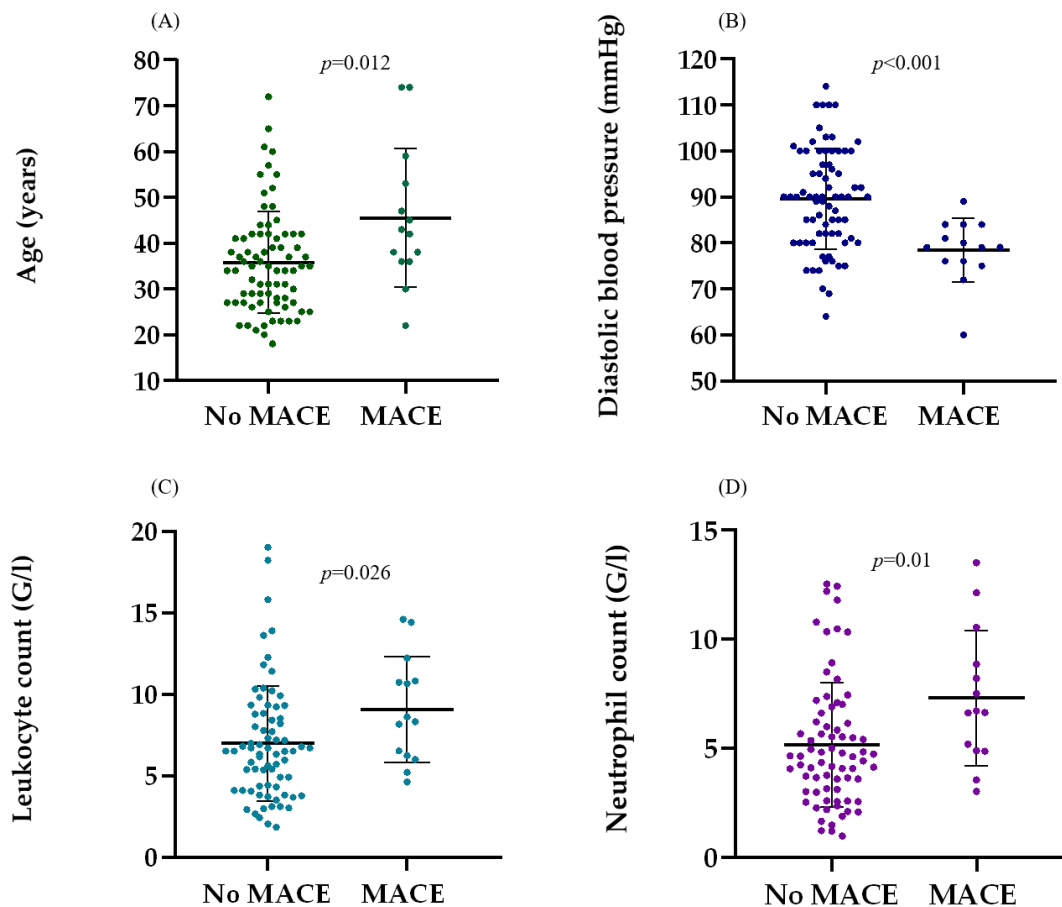 (A)
p=0.012
Age (years)
80
70
60
50
40
30
20
10
No MACE MACE
(B)
p<0.001
Diastolic blood pressure (mmHg)
120
110
100
90
80
70
60
50
No MACE MACE
(C)
p=0.026
Leukocyte count (G/l)
20
15
10
5
0
No MACE MACE
(D)
p=0.01
Neutrophil count (G/l)
15
10
5
0
No MACE MACE